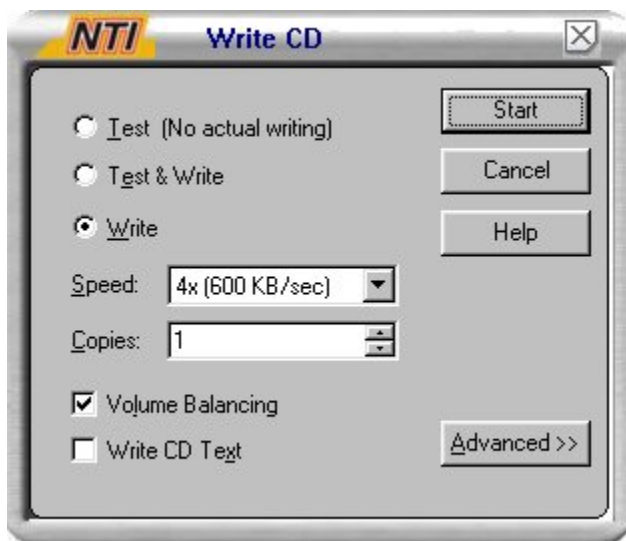 NTI Write CD
Test (No actual writing)
Start
Test & Write
Cancel
Write
Help
Speed: 4x (600 KB/sec)
Copies: 1
Volume Balancing
Write CD Text
Advanced >>